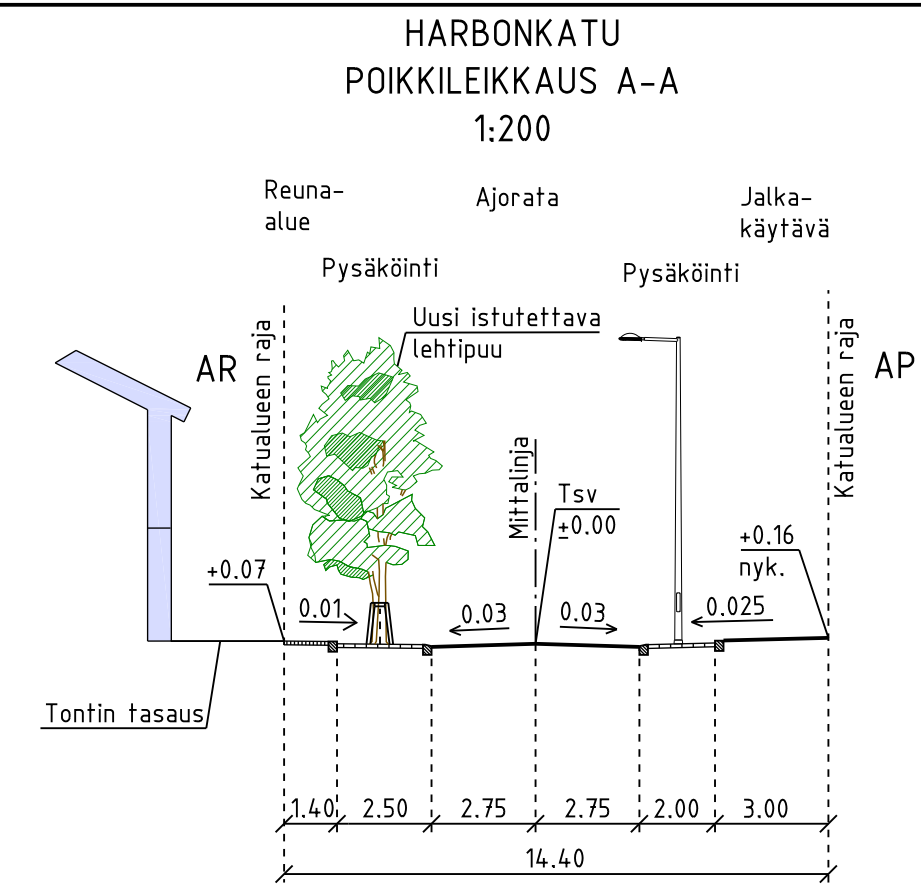 HARBONKATU
POIKKILEIKKAUS A-A
1:200
Reuna-
alue
Ajorata
Jalka-
käytävä
Pysäköinti
Pysäköinti
Uusi istutettava
lehtipuu
AR
Katualueen raja
Mittalinja
Katualueen raja
AP
Tsv
±0.00
+0.16
nyk.
+0.07
0.01
0.03
0.03
0.025
Tontin tasaus
1.40
2.50
2.75
2.75
2.00
3.00
14.40